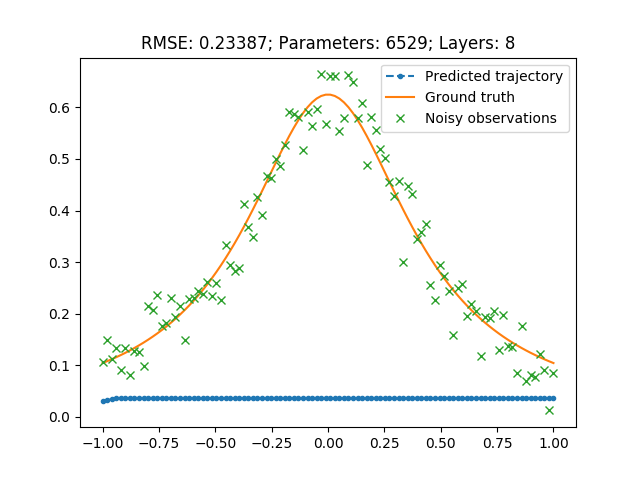 RMSE: 0.23387; Parameters: 6529; Layers: 8
Predicted trajectory
Ground truth
Noisy observations
0.6
0.5
0.4
0.3
0.2
0.1
0.0
−1.00 −0.75 −0.50 −0.25 0.00 0.25 0.50 0.75 1.00